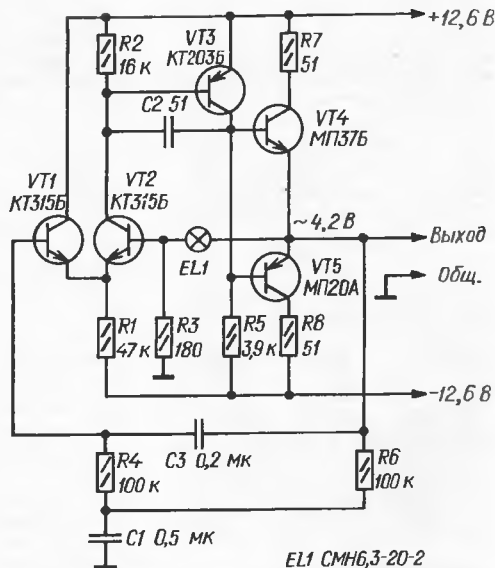 +12,6 В
R2
16 к
VT3
КТ203Б
R7
51
C2 51
VT4
МП37Б
VT1
КТ315Б
VT2
КТ315Б
~4,2 В
Выход
EL1
VT5
МП20А
Общ.
R1
47 к
R3
180
R5
3,9 к
R8
51
-12,6 В
R4
100 к
C3 0,2 мк
R6
100 к
C1 0,5 мк
EL1 СМН6,3-20-2